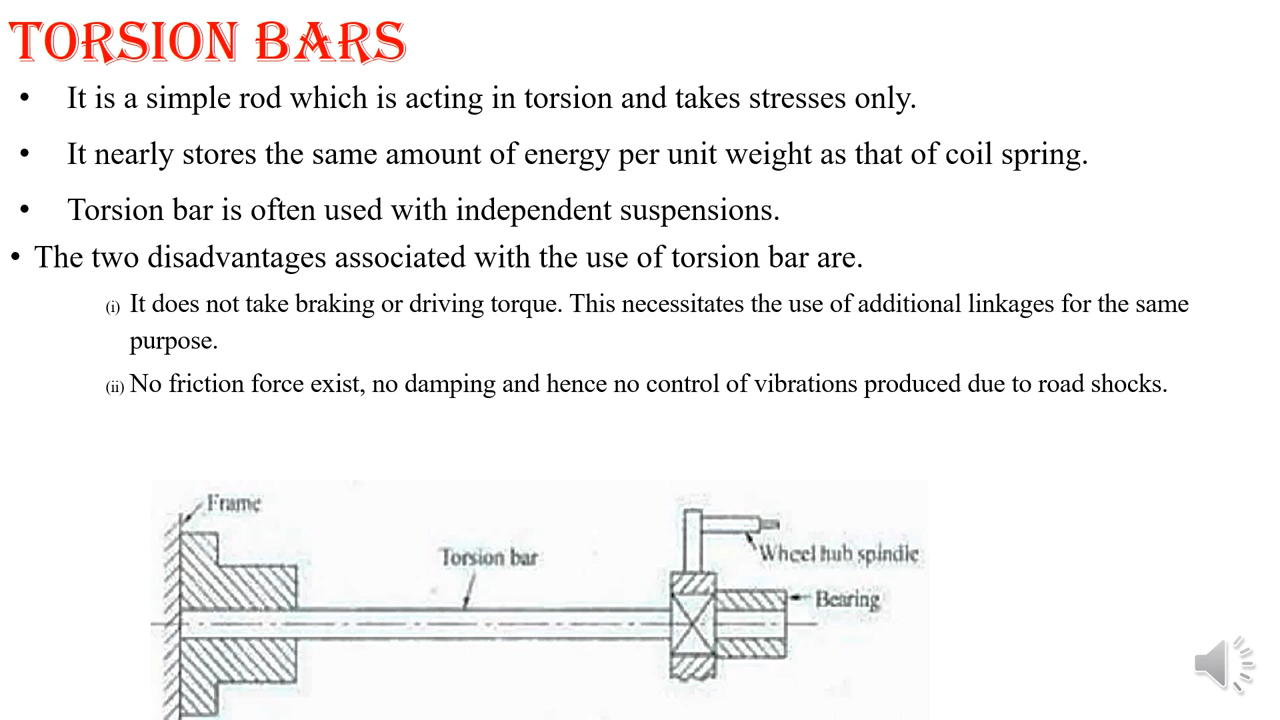 TORSION BARS
• It is a simple rod which is acting in torsion and takes stresses only.
• It nearly stores the same amount of energy per unit weight as that of coil spring.
• Torsion bar is often used with independent suspensions.
• The two disadvantages associated with the use of torsion bar are.
(i) It does not take braking or driving torque. This necessitates the use of additional linkages for the same
purpose.
(ii) No friction force exist, no damping and hence no control of vibrations produced due to road shocks.
Frame
Torsion bar
Wheel hub spindle
Bearing